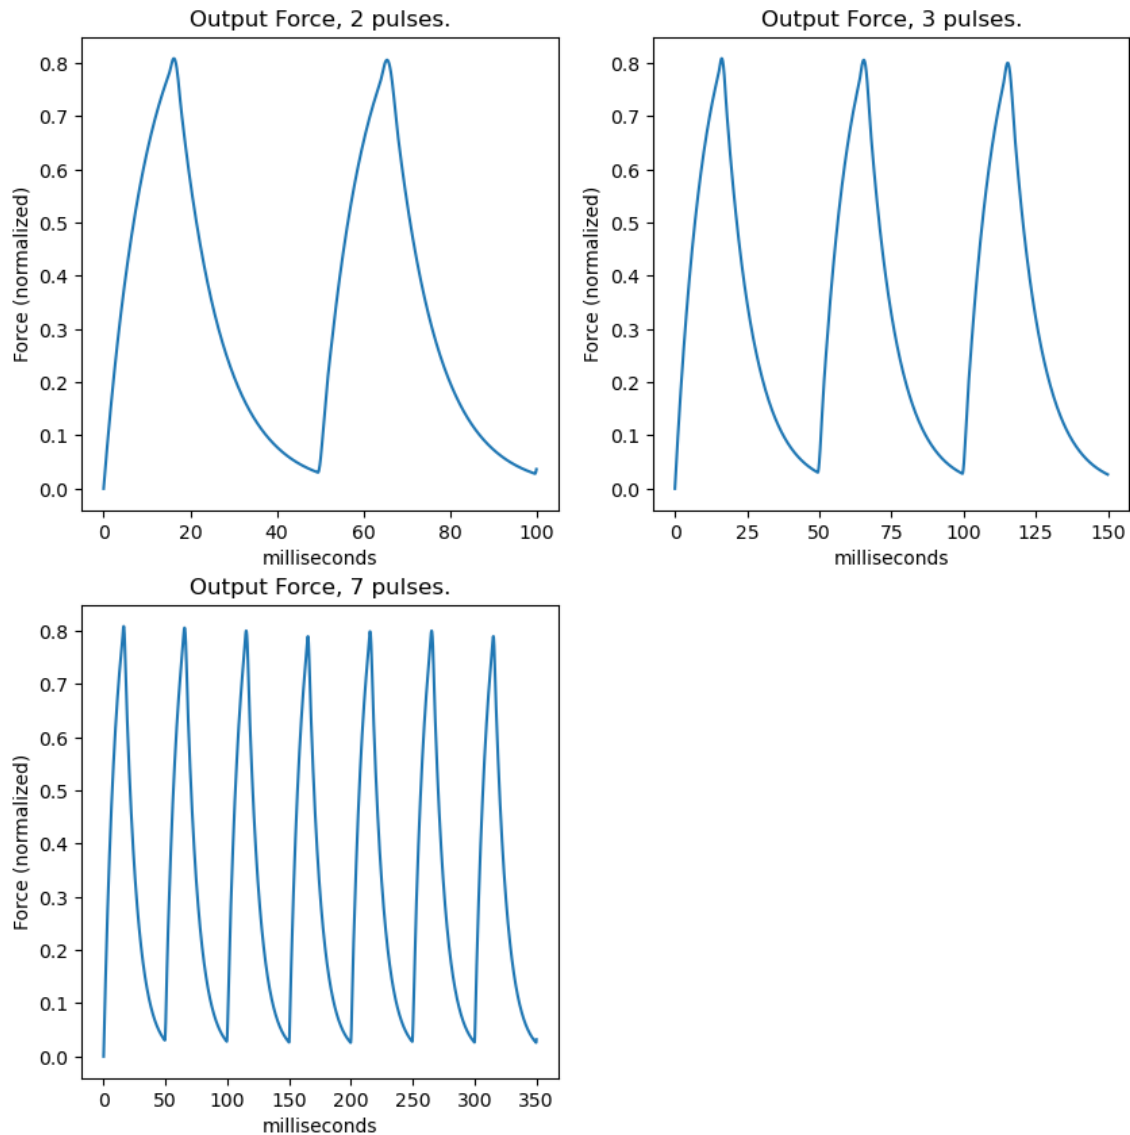 Output Force, 2 pulses.
Force (normalized)
0.8
0.7
0.6
0.5
0.4
0.3
0.2
0.1
0.0
0 20 40 60 80 100
milliseconds
Output Force, 3 pulses.
Force (normalized)
0.8
0.7
0.6
0.5
0.4
0.3
0.2
0.1
0.0
0 25 50 75 100 125 150
milliseconds
Output Force, 7 pulses.
Force (normalized)
0.8
0.7
0.6
0.5
0.4
0.3
0.2
0.1
0.0
0 50 100 150 200 250 300 350
milliseconds